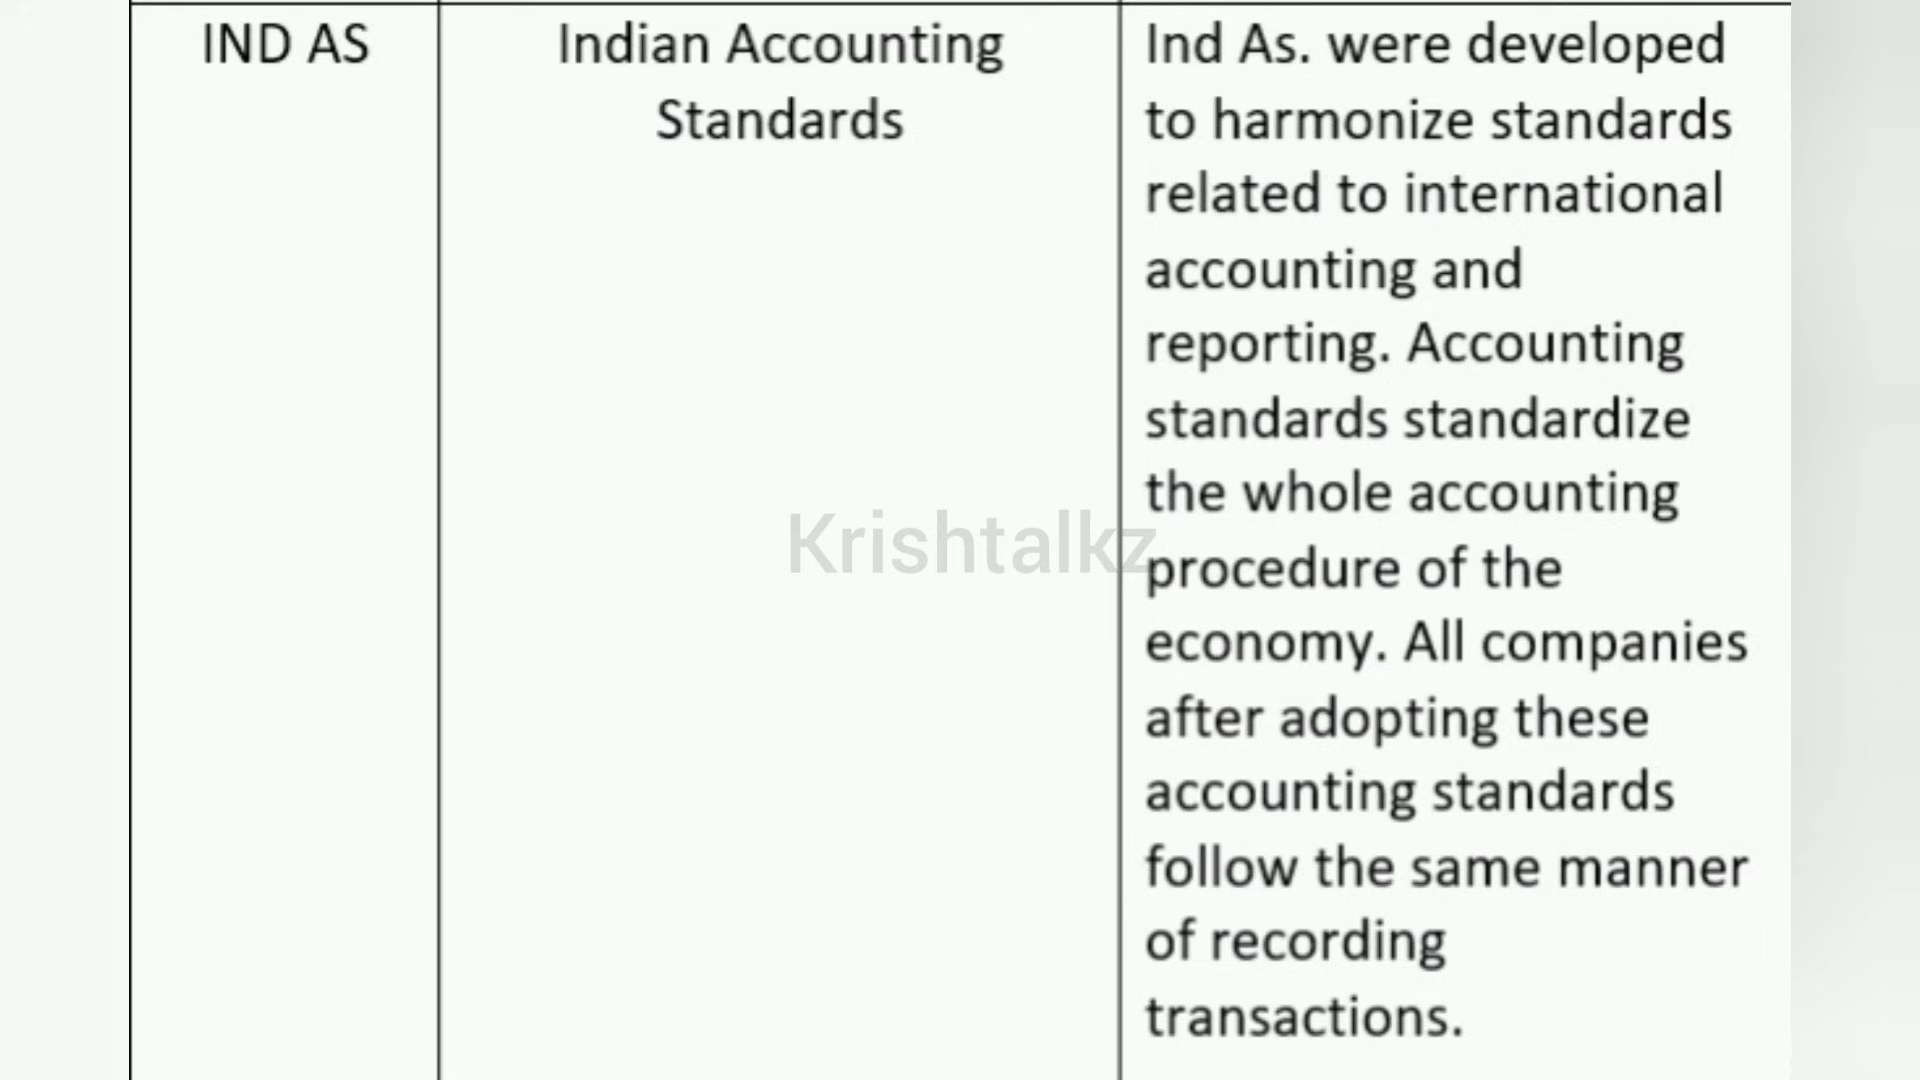 IND AS
Indian Accounting
Standards
Ind As. were developed
to harmonize standards
related to international
accounting and
reporting. Accounting
standards standardize
the whole accounting
procedure of the
economy. All companies
after adopting these
accounting standards
follow the same manner
of recording
transactions.
Krishtalkz